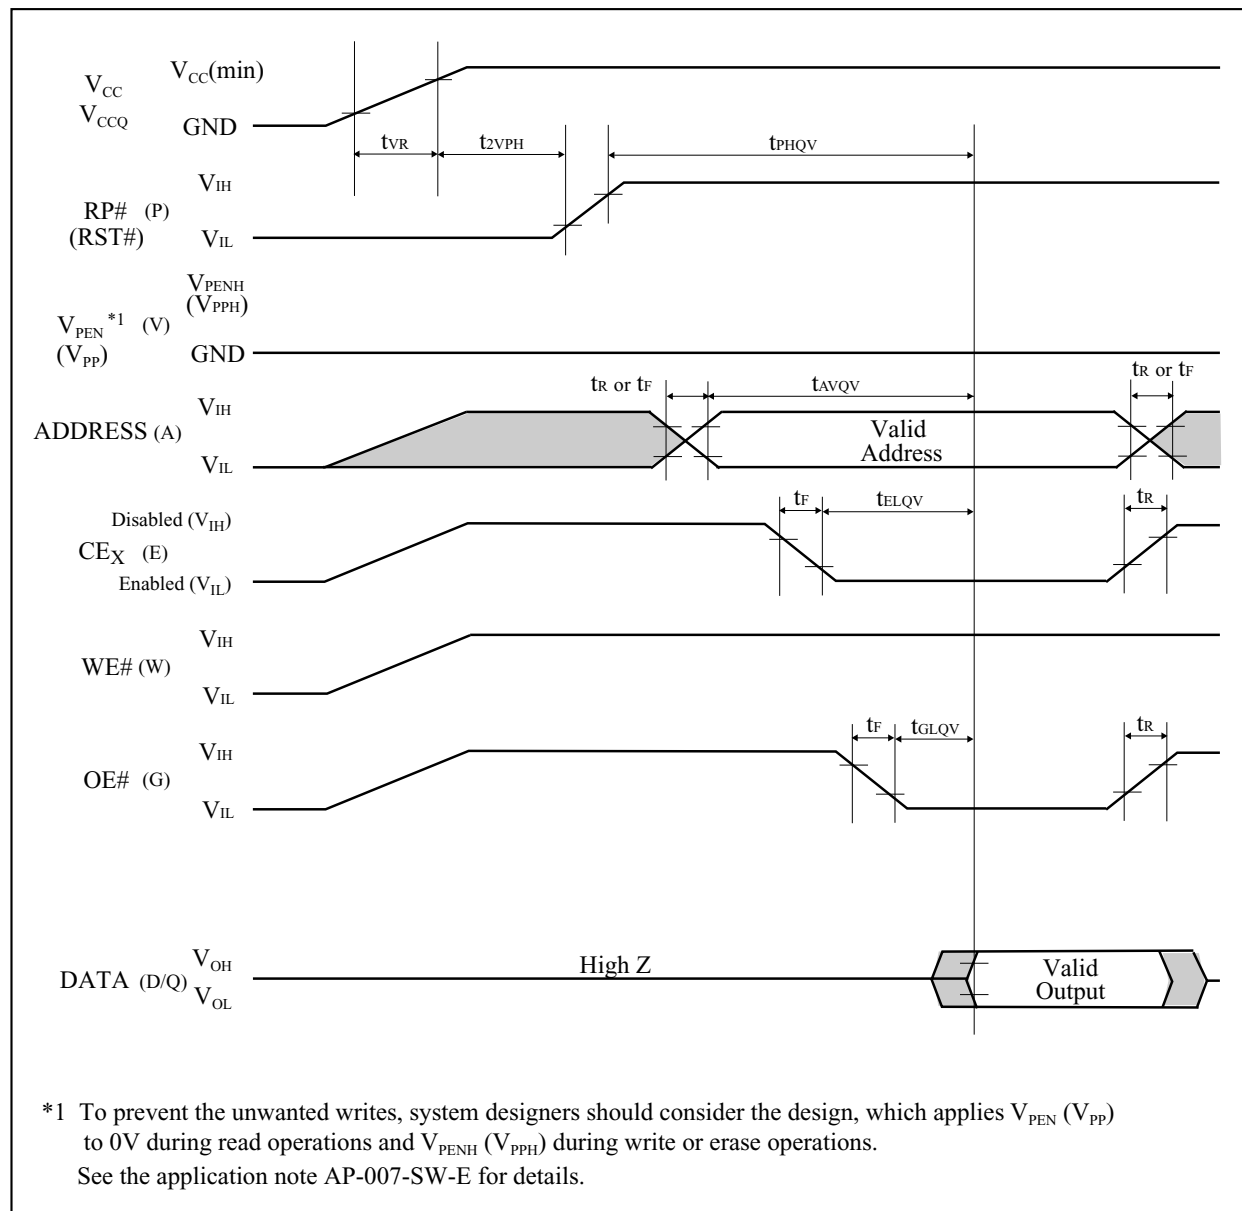 VCC(min)
VCC
VCCQ
GND
tVR
t2VPH
tPHQV
VIH
RP# (P)
(RST#)
VIL
VPENH
(VPPH)
VPEN *1 (V)
(VPP)
GND
tR or tF
tAVQV
tR or tF
VIH
ADDRESS (A)
Valid
Address
VIL
tF
tELQV
tR
Disabled (VIH)
CEX (E)
Enabled (VIL)
VIH
WE# (W)
VIL
tF
tGLQV
tR
VIH
OE# (G)
VIL
VOH
High Z
Valid
DATA (D/Q)
Output
VOL
*1 To prevent the unwanted writes, system designers should consider the design, which applies VPEN (VPP)
to 0V during read operations and VPENH (VPPH) during write or erase operations.
See the application note AP-007-SW-E for details.